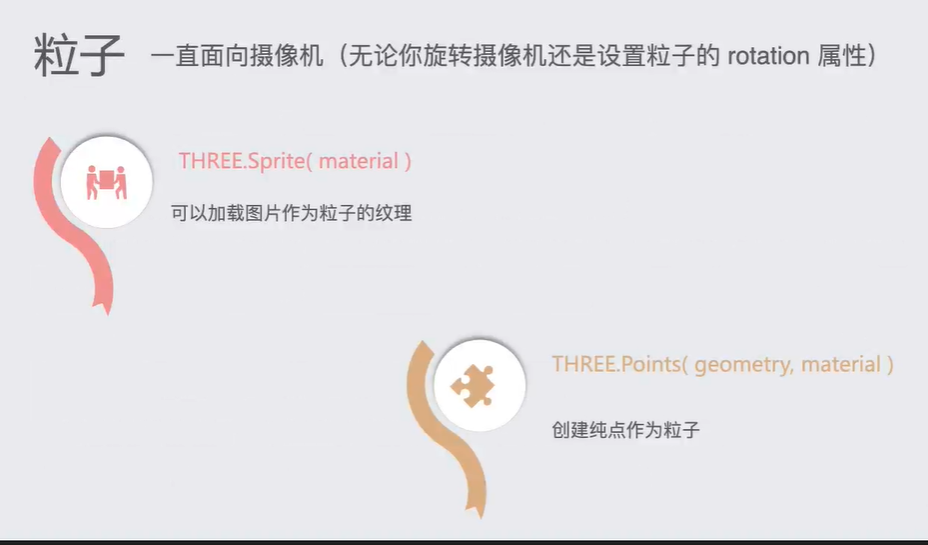 粒子 一直面向摄像机（无论你旋转摄像机还是设置粒子的 rotation 属性）
THREE.Sprite( material )
可以加载图片作为粒子的纹理
THREE.Points( geometry, material )
创建纯点作为粒子